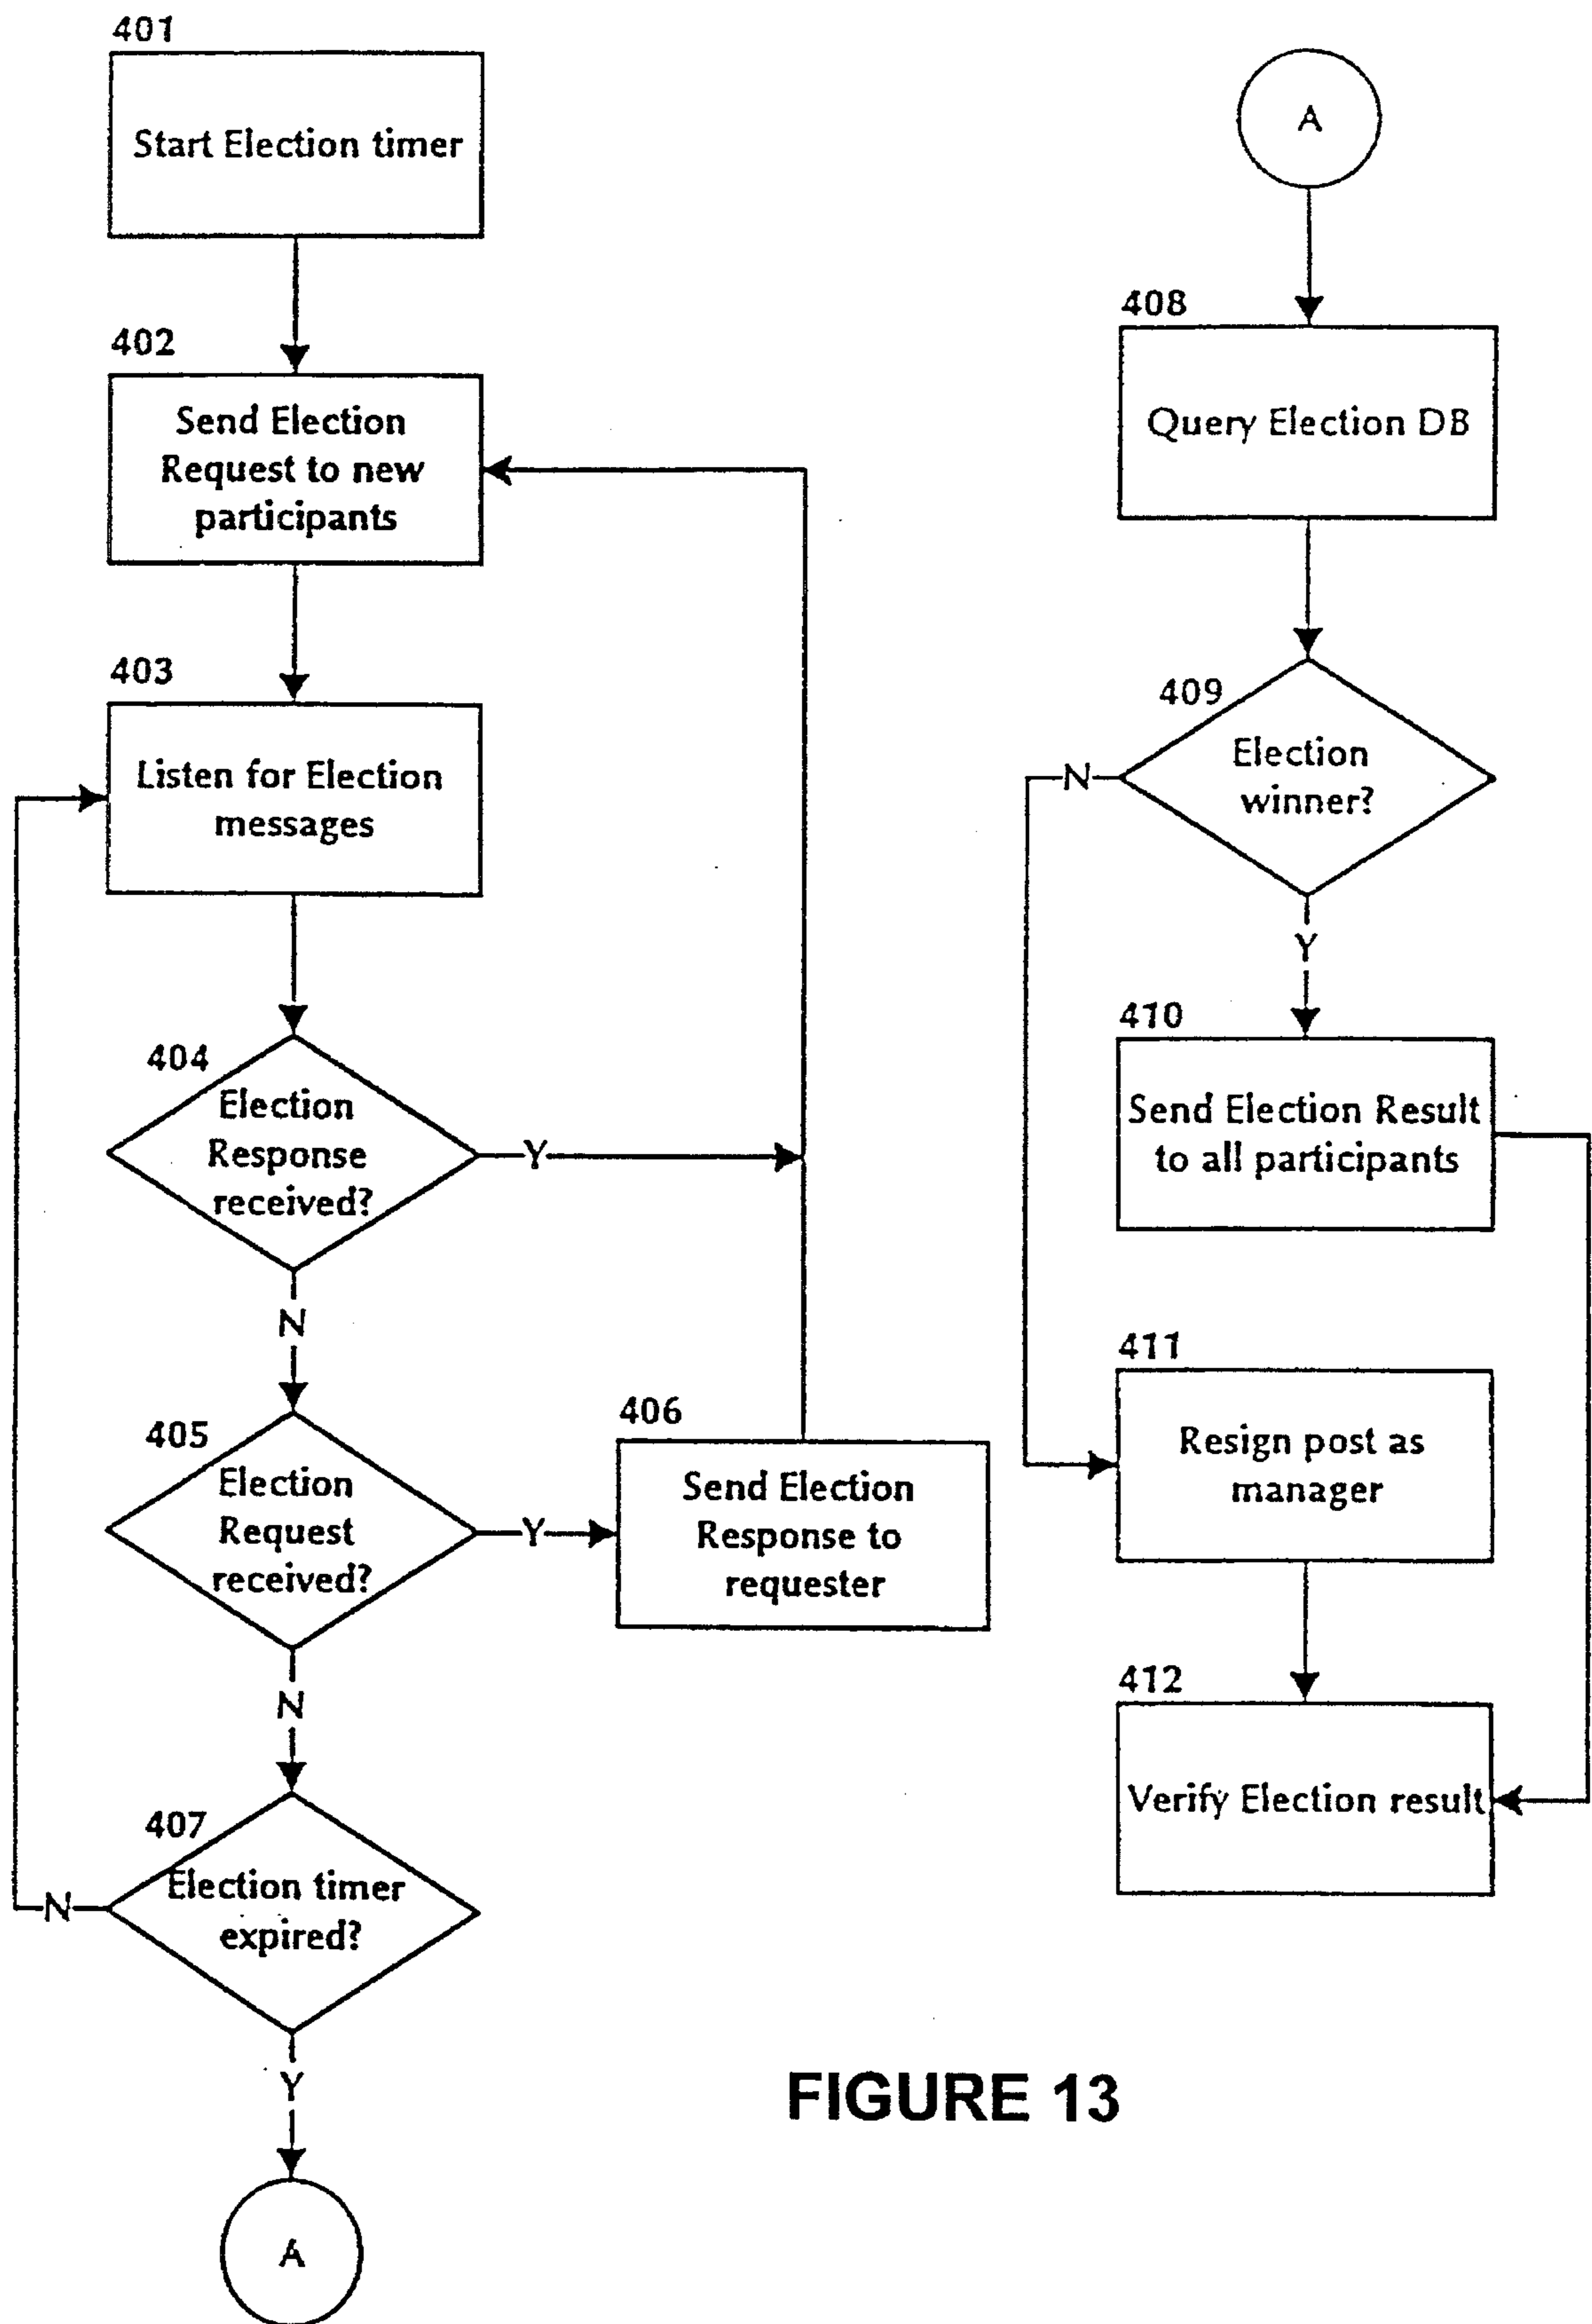 401
Start Election timer
402
Send Election
Request to new
participants
403
Listen for Election
messages
404
Election
Response
received?
Y
N
405
Election
Request
received?
Y
406
Send Election
Response to
requester
N
407
Election timer
expired?
N
Y
A
A
408
Query Election DB
409
Election
winner?
N
Y
410
Send Election Result
to all participants
411
Resign post as
manager
412
Verify Election result
FIGURE 13